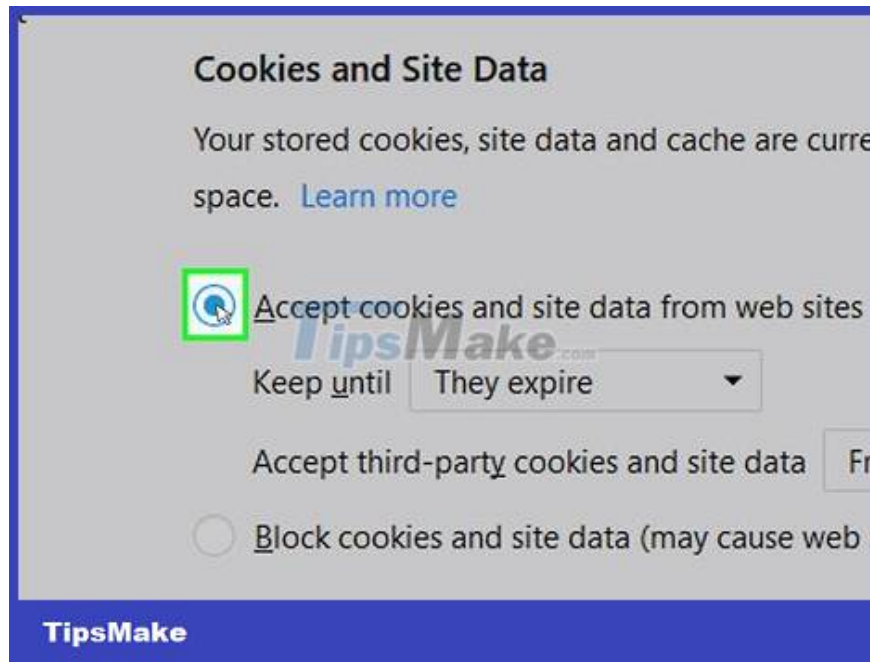 Cookies and Site Data
Your stored cookies, site data and cache are curre
space. Learn more
Accept cookies and site data from web sites
TipsMake.com
Keep until They expire
Accept third-party cookies and site data Fr
Block cookies and site data (may cause web
TipsMake